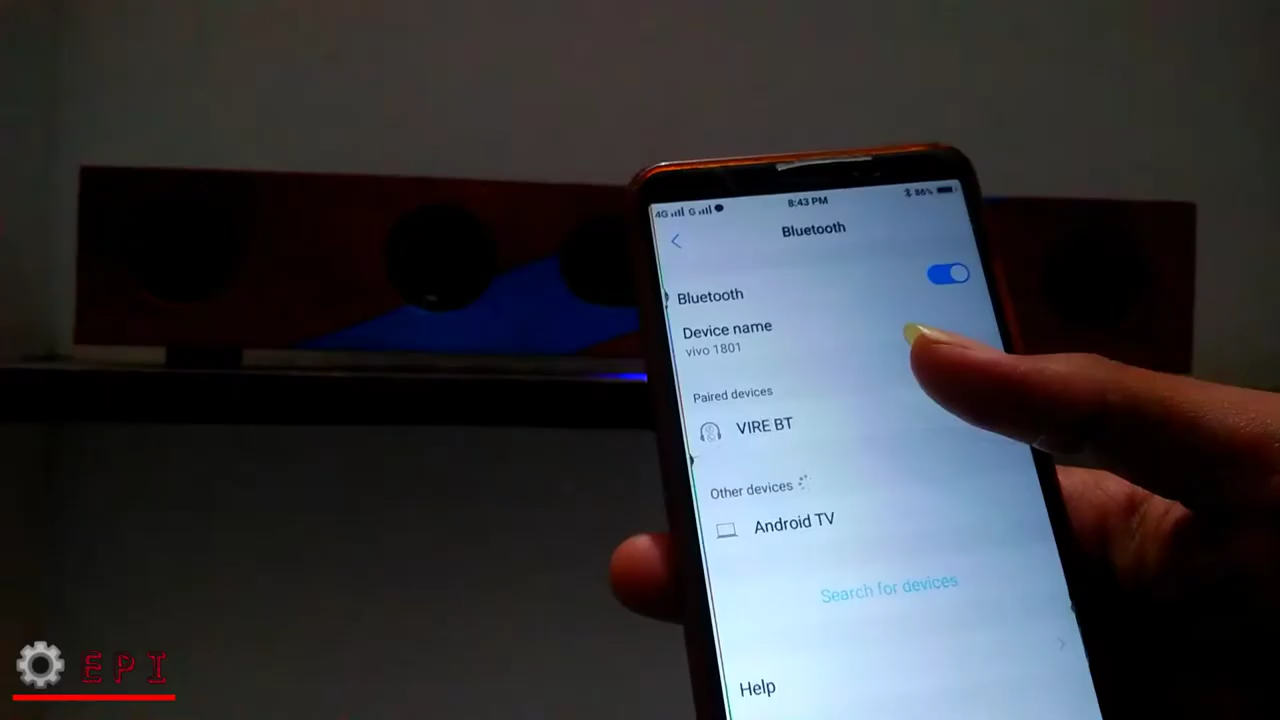 4G G 8:43 PM 86%
Bluetooth
Bluetooth
Device name
vivo 1801
Paired devices
VIRE BT
Other devices
Android TV
Search for devices
Help
EPI